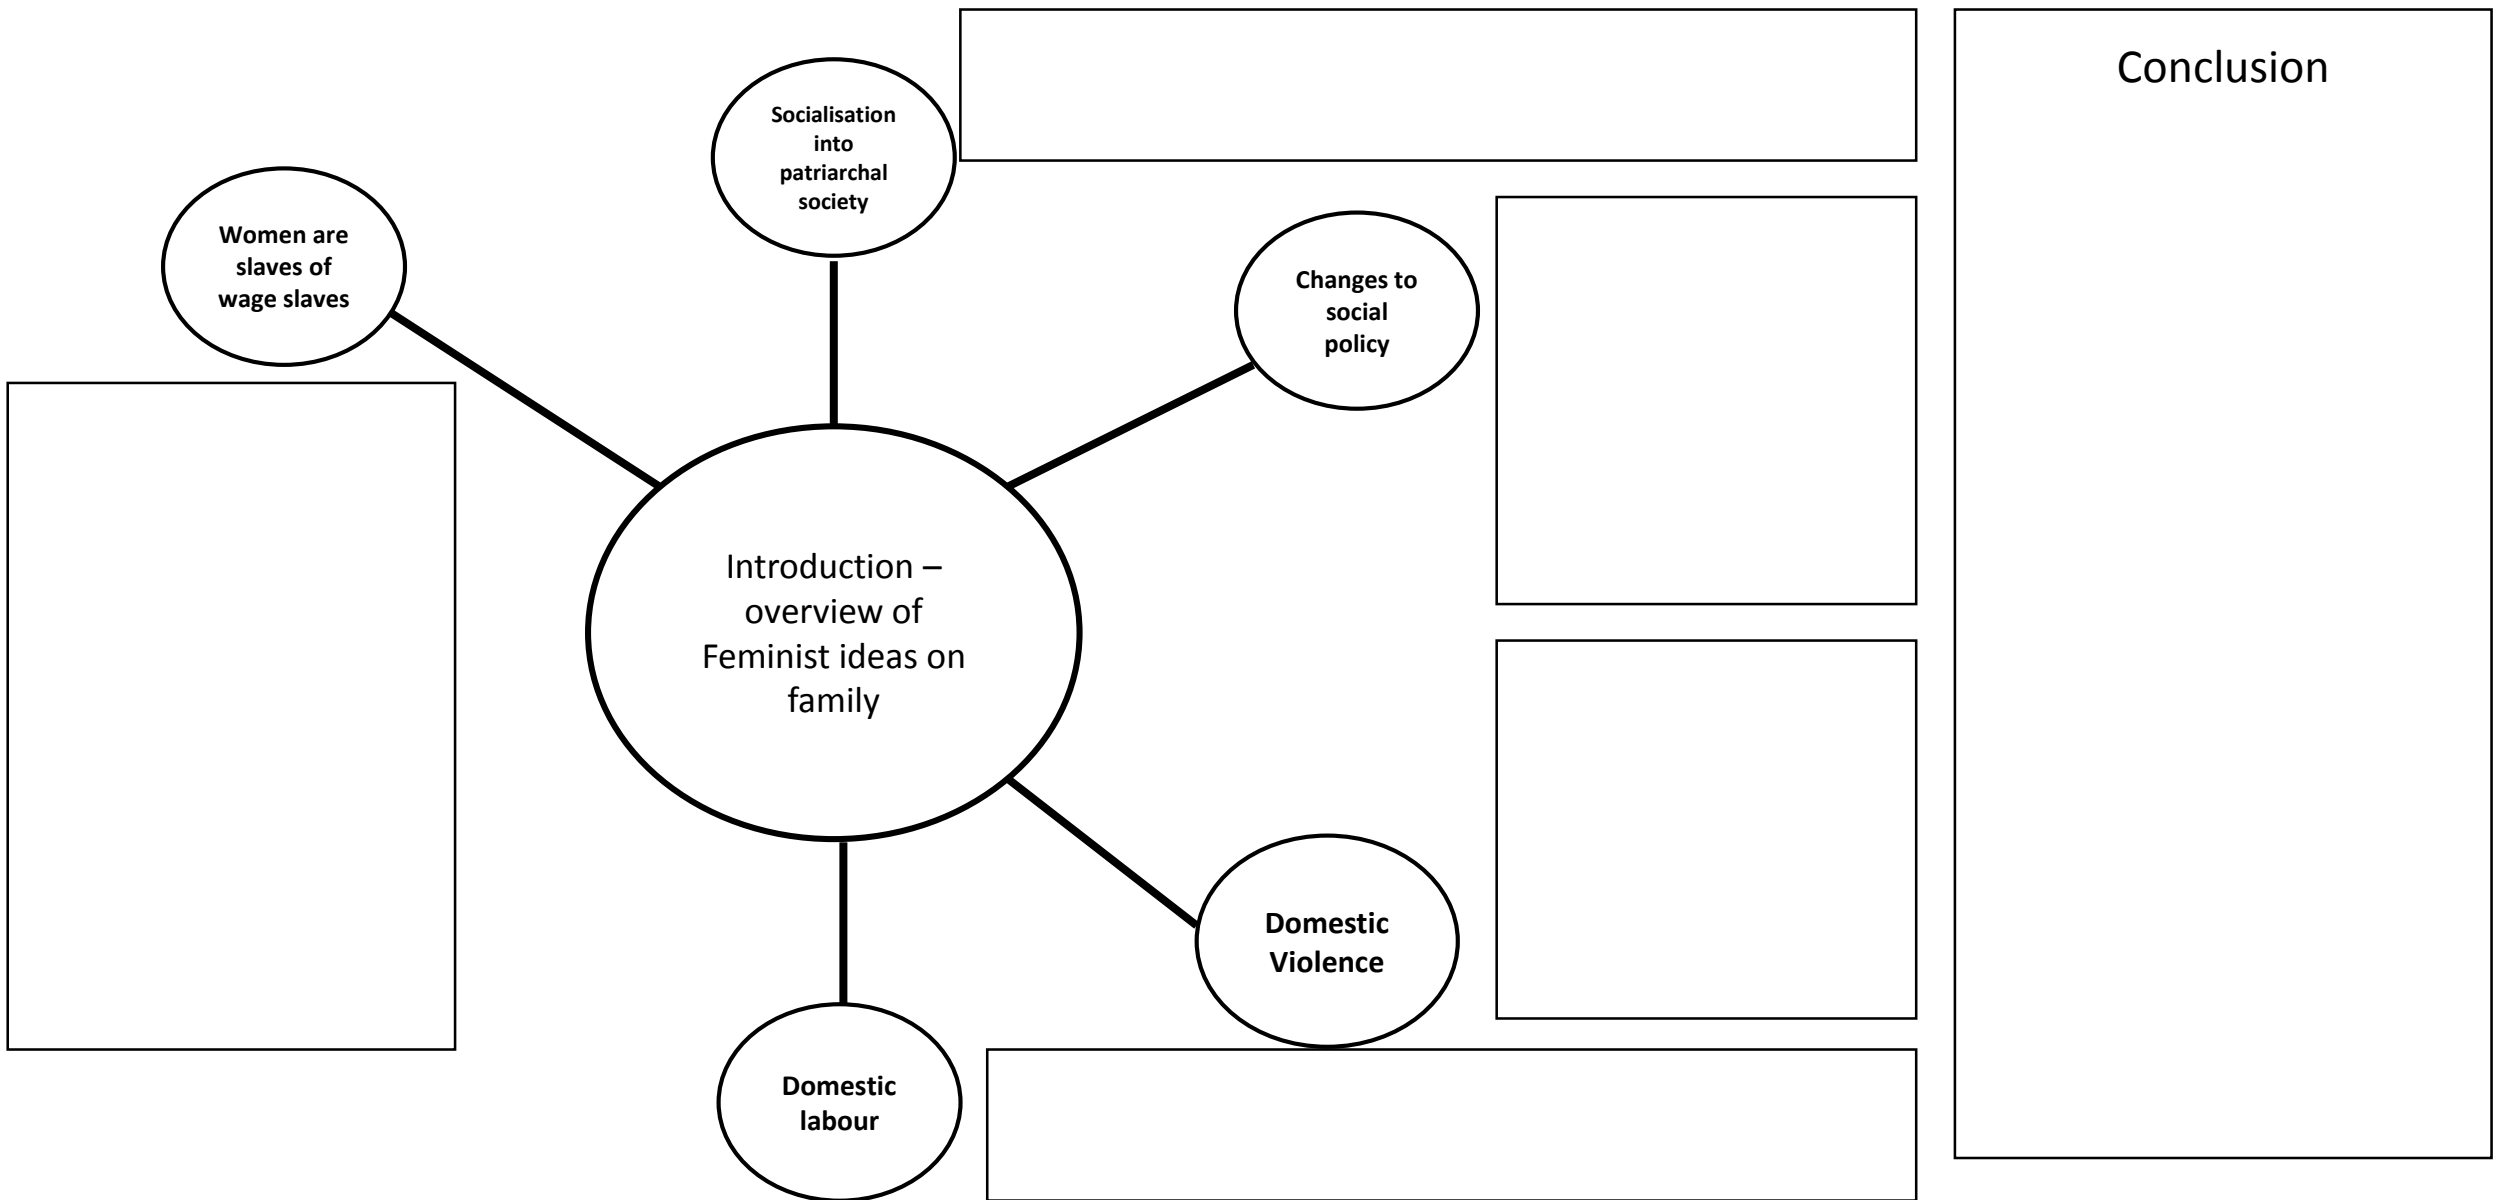 Socialisation
into
patriarchal
society
Conclusion
Women are
slaves of
wage slaves
Changes to
social
policy
Introduction –
overview of
Feminist ideas on
family
Domestic
Violence
Domestic
labour